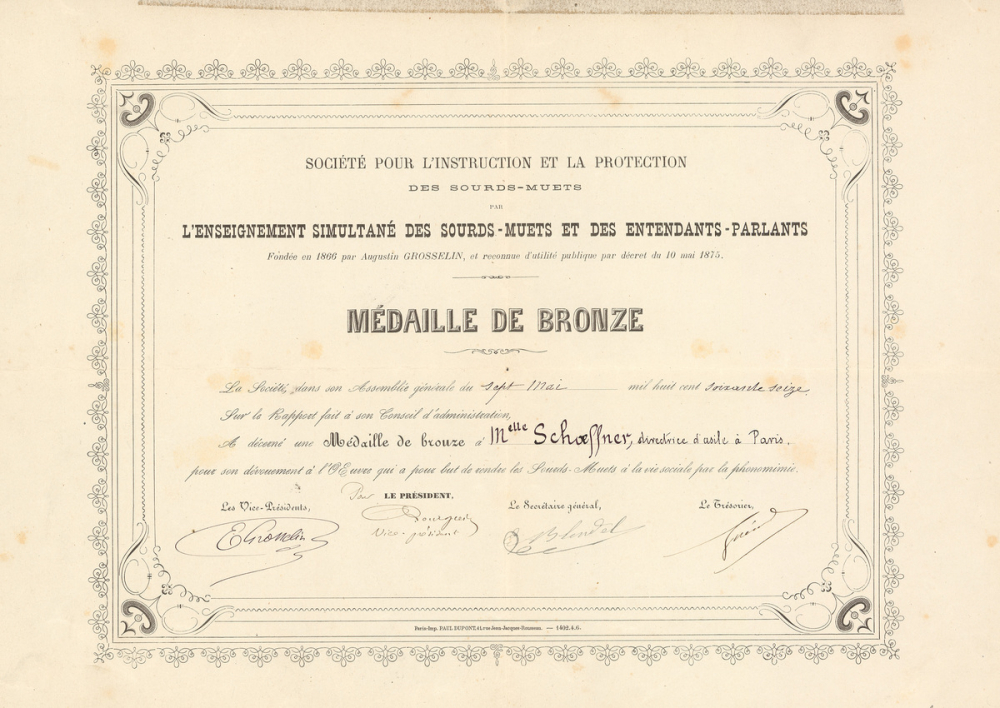 SOCIÉTÉ POUR L'INSTRUCTION ET LA PROTECTION
DES SOURDS-MUETS
PAR
L'ENSEIGNEMENT SIMULTANÉ DES SOURDS-MUETS ET DES ENTENDANTS-PARLANTS
Fondée en 1866 par Augustin GROSSELIN, et reconnue d'utilité publique par décret du 10 mai 1875.
MÉDAILLE DE BRONZE
La Société, dans son Assemblée générale du sept Mai mil huit cent soixante seize
Sur le Rapport fait à son Conseil d'administration,
A décerné une Médaille de bronze à Melle Schœffner, directrice d'asile à Paris.
pour son dévouement à l'Œuvre qui a pour but de rendre les Sourds-Muets à la vie sociale par la phonomimie.
Pour LE PRÉSIDENT,
Les Vice-Présidents, Le Secrétaire général, Le Trésorier,
E Grosselin Vice-président Blondel
Paris-Imp. PAUL DUPONT, 41, rue Jean-Jacques-Rousseau. — 1402.4.6.